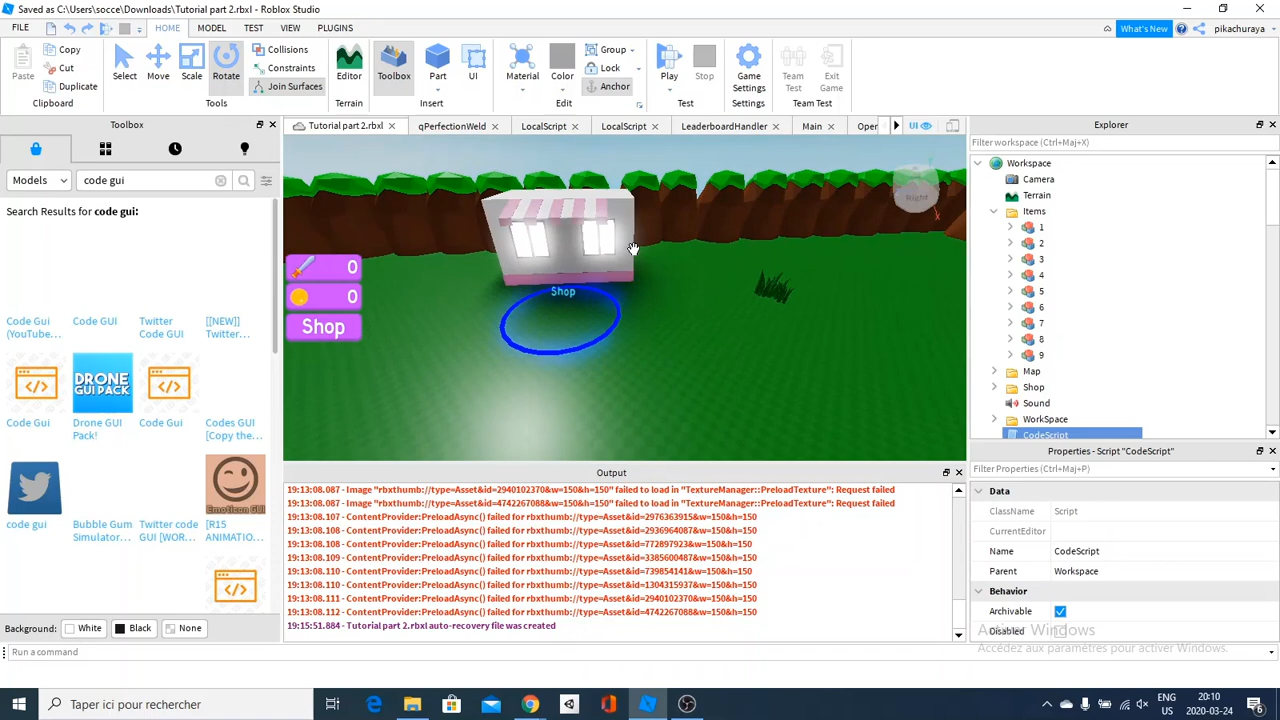 Saved as C:\Users\socce\Downloads\Tutorial part 2.rbxl - Roblox Studio
FILE HOME MODEL TEST VIEW PLUGINS What's New pikachuraya
Paste Copy Cut Duplicate Select Move Scale Rotate Collisions Constraints Join Surfaces Editor Toolbox Part UI Material Color Group Lock Anchor Play Stop Game Settings Team Test Exit Game
Clipboard Tools Terrain Insert Edit Test Settings Team Test
Toolbox Tutorial part 2.rbxl qPerfectionWeld LocalScript LocalScript LeaderboardHandler Main Oper UI Explorer
Filter workspace (Ctrl+Maj+X)
Models code gui
Search Results for code gui:
Code Gui (YouTube...
Code GUI
Twitter Code GUI
[[NEW]] Twitter...
Code Gui
Drone GUI Pack!
Code Gui
Codes GUI [Copy the...
DRONE GUI PACK
code gui
Bubble Gum Simulator...
Twitter code GUI [WOR...
[R15 ANIMATIO...
Emoticon GUI
Background: White Black None
0
0
Shop
Shop
Right
Workspace
Camera
Terrain
Items
1
2
3
4
5
6
7
8
9
Map
Shop
Sound
WorkSpace
CodeScript
Output
19:13:08.087 - Image "rbxthumb://type=Asset&id=2940102370&w=150&h=150" failed to load in "TextureManager::PreloadTexture": Request failed
19:13:08.087 - Image "rbxthumb://type=Asset&id=4742267088&w=150&h=150" failed to load in "TextureManager::PreloadTexture": Request failed
19:13:08.107 - ContentProvider:PreloadAsync() failed for rbxthumb://type=Asset&id=2976363915&w=150&h=150
19:13:08.108 - ContentProvider:PreloadAsync() failed for rbxthumb://type=Asset&id=2936964087&w=150&h=150
19:13:08.108 - ContentProvider:PreloadAsync() failed for rbxthumb://type=Asset&id=772897923&w=150&h=150
19:13:08.109 - ContentProvider:PreloadAsync() failed for rbxthumb://type=Asset&id=3385600487&w=150&h=150
19:13:08.110 - ContentProvider:PreloadAsync() failed for rbxthumb://type=Asset&id=739854141&w=150&h=150
19:13:08.110 - ContentProvider:PreloadAsync() failed for rbxthumb://type=Asset&id=1304315937&w=150&h=150
19:13:08.111 - ContentProvider:PreloadAsync() failed for rbxthumb://type=Asset&id=2940102370&w=150&h=150
19:13:08.112 - ContentProvider:PreloadAsync() failed for rbxthumb://type=Asset&id=4742267088&w=150&h=150
19:15:51.884 - Tutorial part 2.rbxl auto-recovery file was created
Properties - Script "CodeScript"
Filter Properties (Ctrl+Maj+P)
Data
ClassName Script
CurrentEditor
Name CodeScript
Parent Workspace
Behavior
Archivable
Disabled
Activer Windows
Accédez aux paramètres pour activer Windows.
Run a command
Taper ici pour rechercher
ENG US
20:10
2020-03-24
6